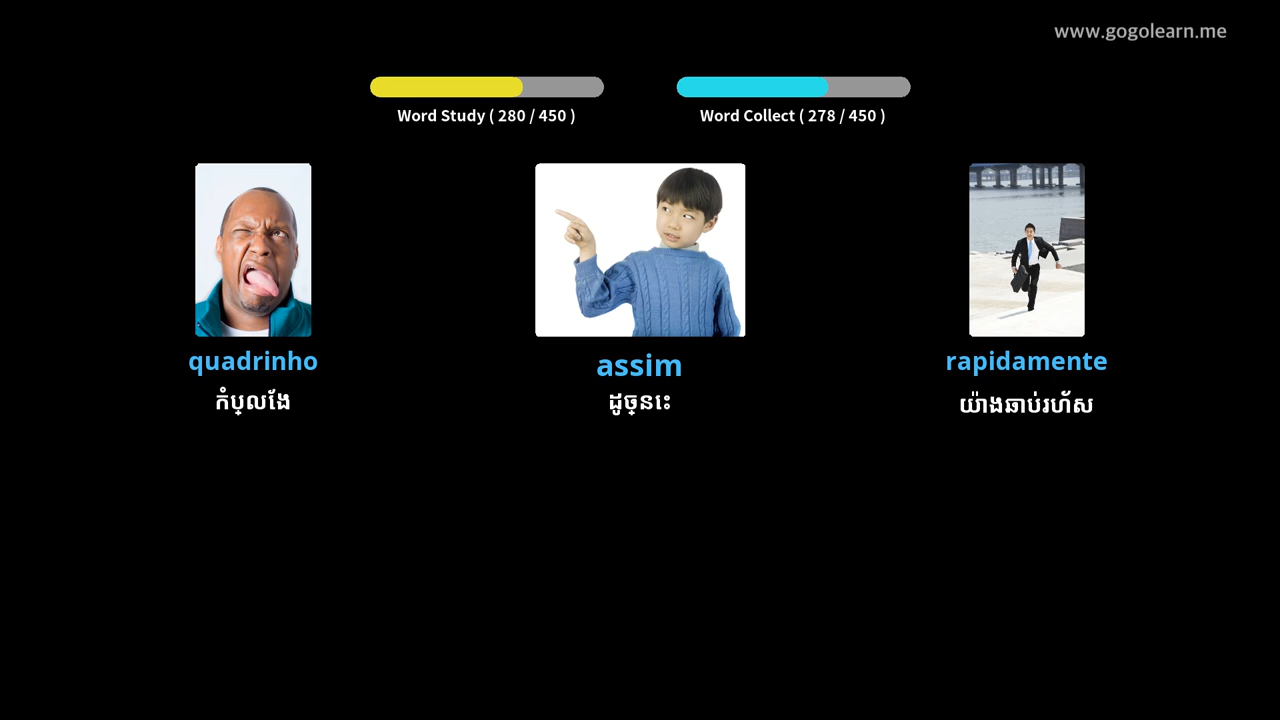 www.gogolearn.me
Word Study ( 280 / 450 )
Word Collect ( 278 / 450 )
quadrinho
assim
rapidamente
កំប្លែង
ដូច្នេះ
យ៉ាងឆាប់រហ័ស